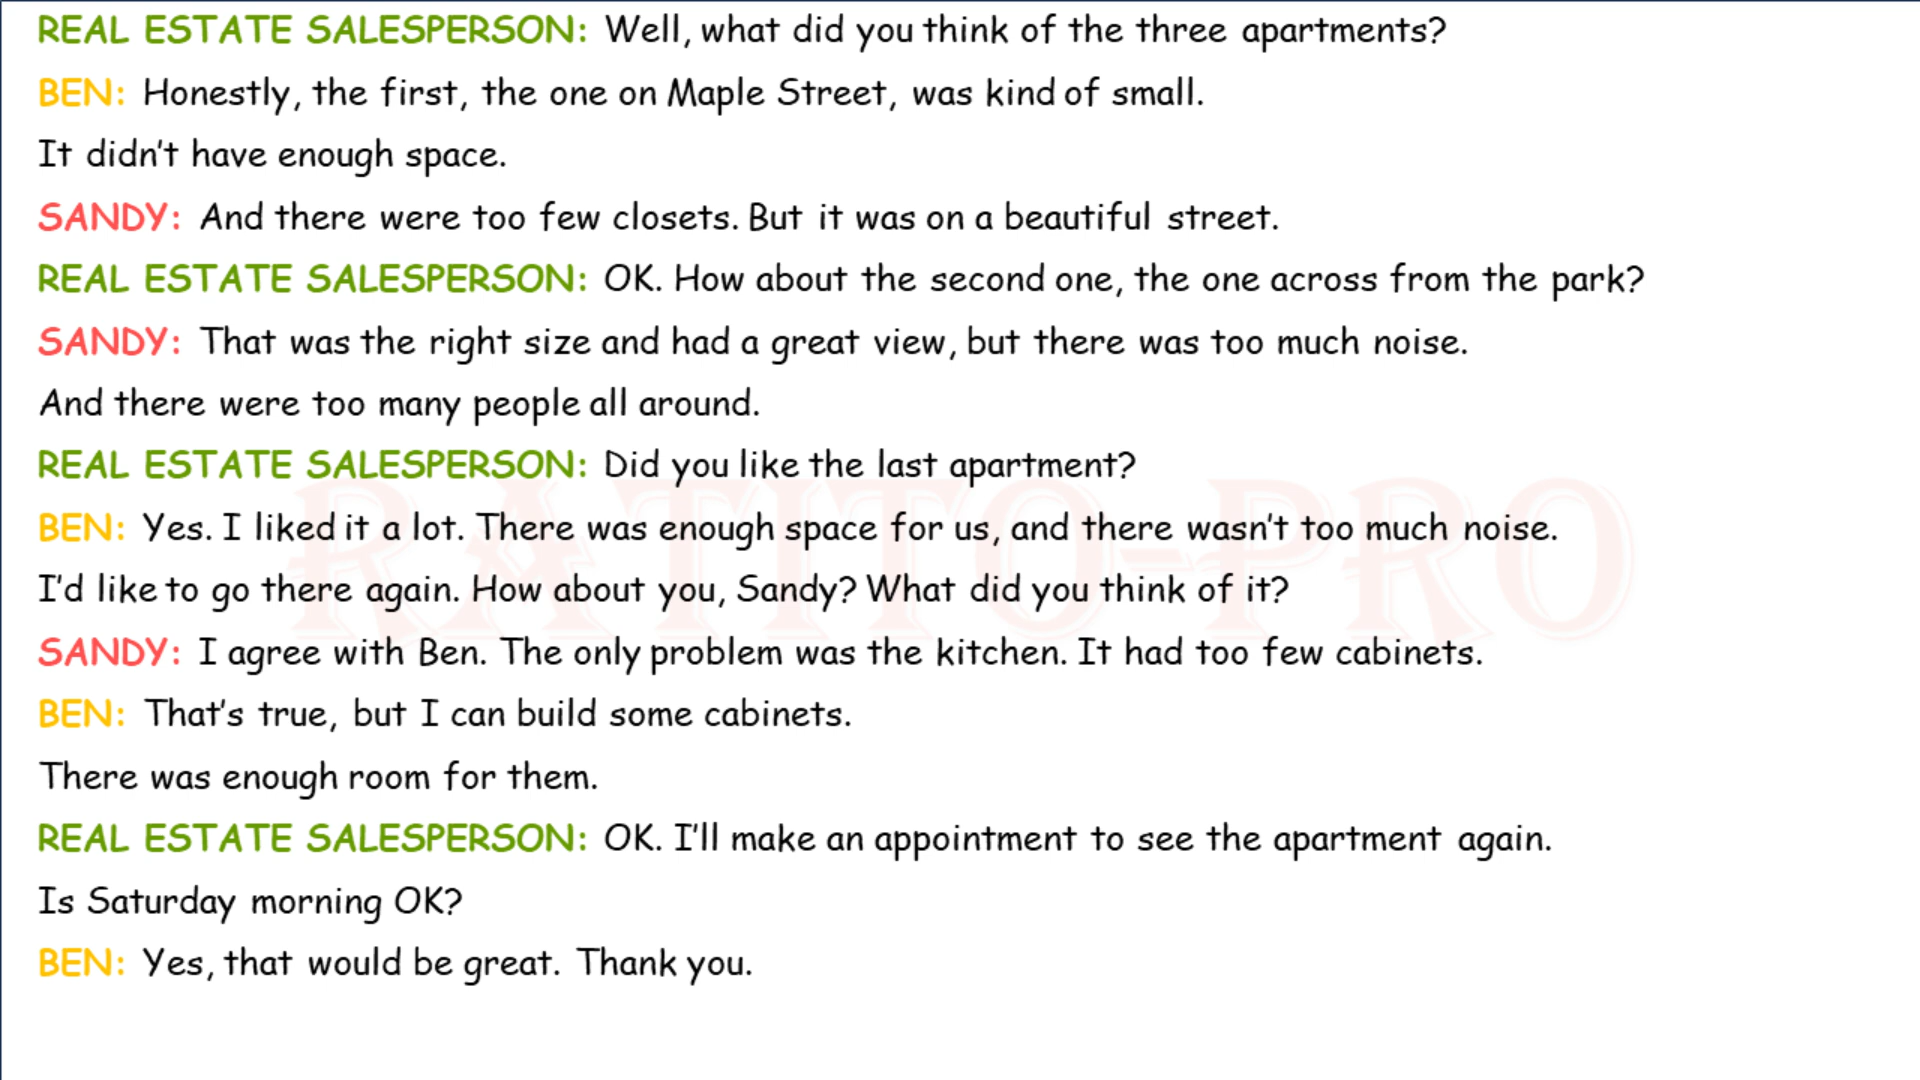 REAL ESTATE SALESPERSON: Well, what did you think of the three apartments?
BEN: Honestly, the first, the one on Maple Street, was kind of small.
It didn't have enough space.
SANDY: And there were too few closets. But it was on a beautiful street.
REAL ESTATE SALESPERSON: OK. How about the second one, the one across from the park?
SANDY: That was the right size and had a great view, but there was too much noise.
And there were too many people all around.
REAL ESTATE SALESPERSON: Did you like the last apartment?
BEN: Yes. I liked it a lot. There was enough space for us, and there wasn't too much noise.
RATITO-PRO
I'd like to go there again. How about you, Sandy? What did you think of it?
SANDY: I agree with Ben. The only problem was the kitchen. It had too few cabinets.
BEN: That's true, but I can build some cabinets.
There was enough room for them.
REAL ESTATE SALESPERSON: OK. I'll make an appointment to see the apartment again.
Is Saturday morning OK?
BEN: Yes, that would be great. Thank you.